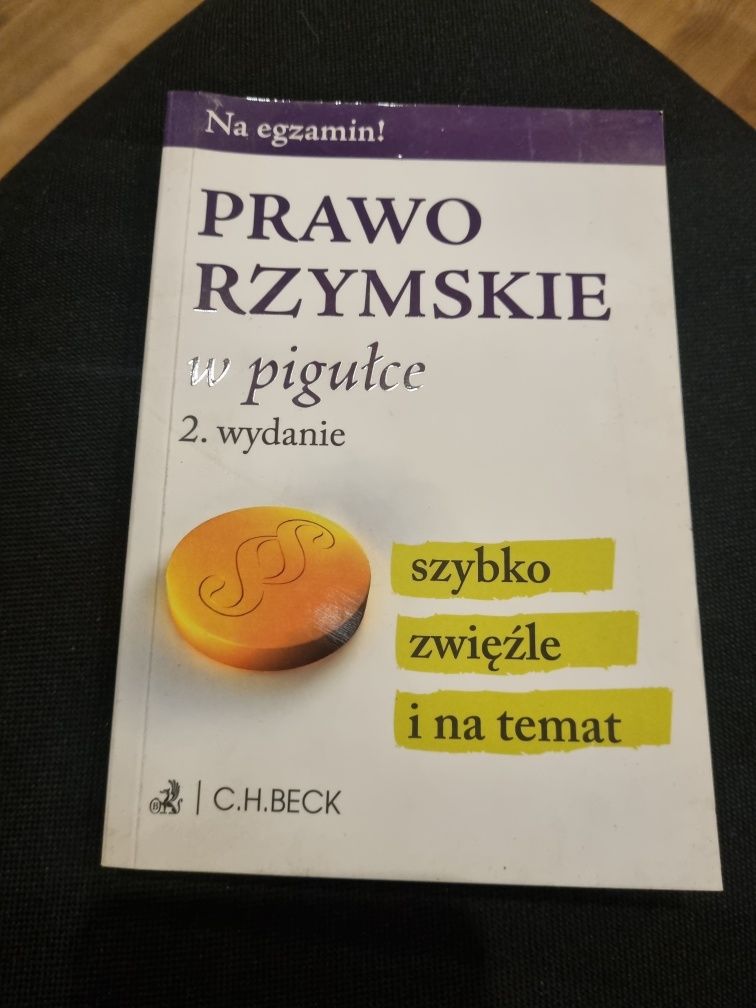 Na egzamin!
PRAWO
RZYMSKIE
w pigułce
2. wydanie
szybko
zwięźle
i na temat
B | C.H.BECK